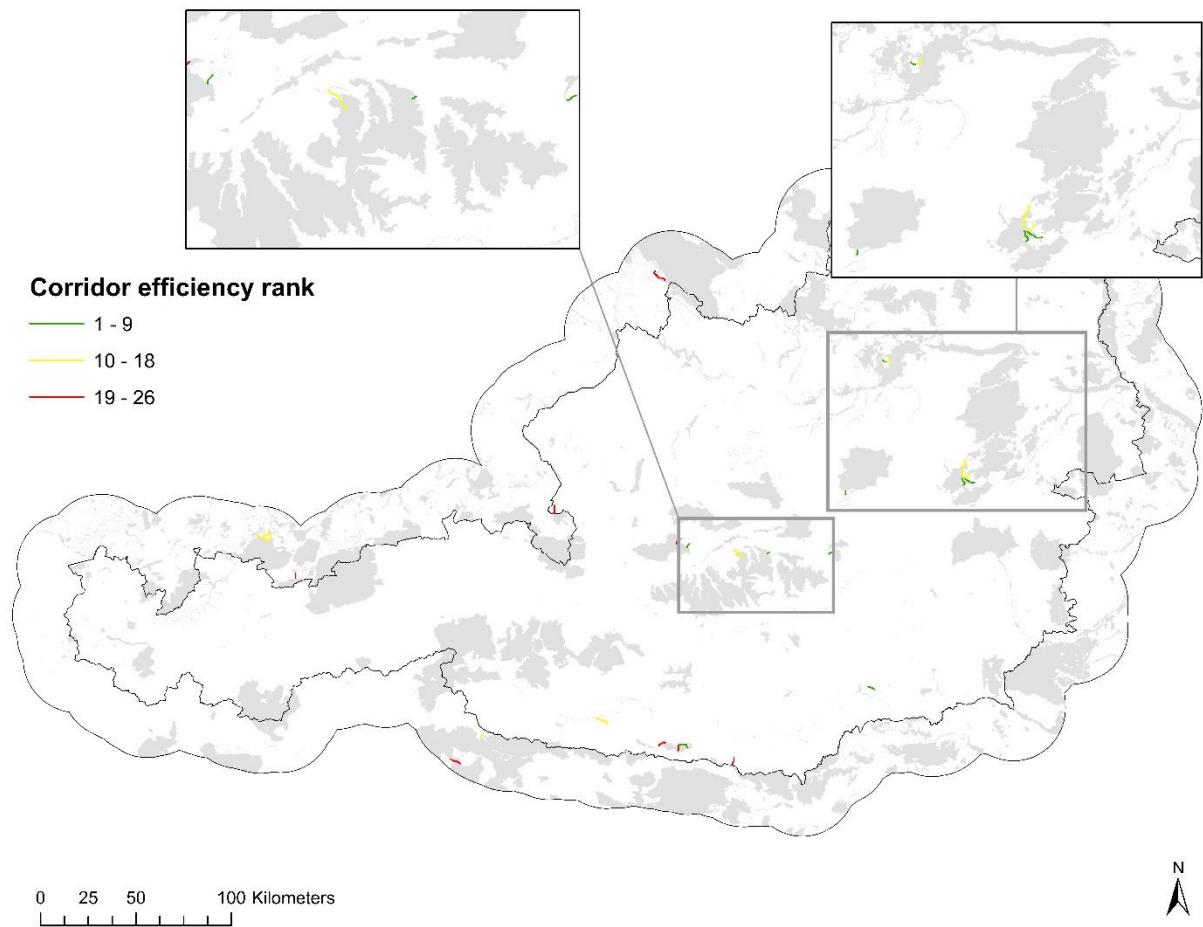 Corridor efficiency rank
1 - 9
10 - 18
19 - 26
0 25 50 100 Kilometers
N